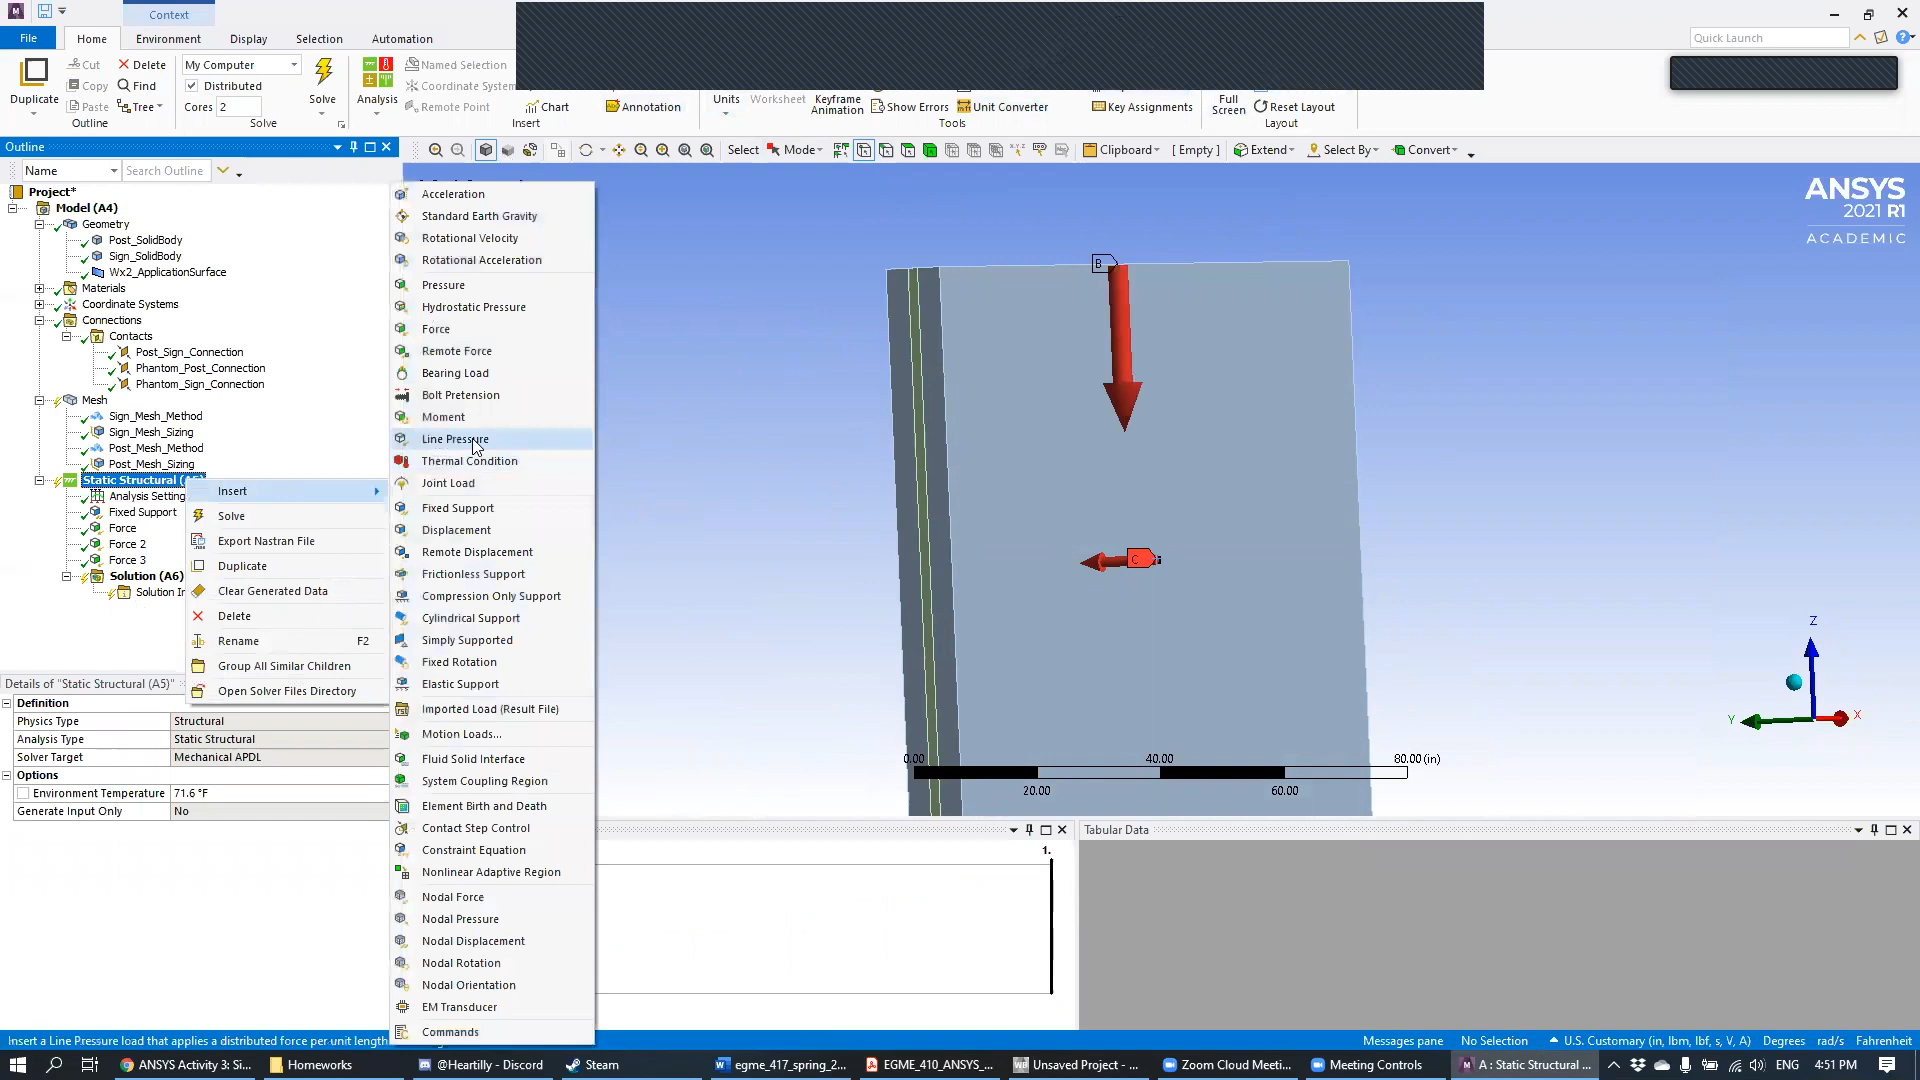 Context
File
Home
Environment
Display
Selection
Automation
Quick Launch
Duplicate
Cut
Copy
Paste
Delete
Find
Tree
Outline
My Computer
Distributed
Cores 2
Solve
Solve
Analysis
Named Selection
Coordinate System
Remote Point
Chart
Annotation
Insert
Units
Worksheet
Keyframe
Animation
Show Errors
Unit Converter
Key Assignments
Tools
Full
Screen
Reset Layout
Layout
Outline
Name
Search Outline
Select
Mode
Clipboard
[ Empty ]
Extend
Select By
Convert
Project*
Model (A4)
Geometry
Post_SolidBody
Sign_SolidBody
Wx2_ApplicationSurface
Materials
Coordinate Systems
Connections
Contacts
Post_Sign_Connection
Phantom_Post_Connection
Phantom_Sign_Connection
Mesh
Sign_Mesh_Method
Sign_Mesh_Sizing
Post_Mesh_Method
Post_Mesh_Sizing
Static Structural (A5)
Analysis Setting
Fixed Support
Force
Force 2
Force 3
Solution (A6)
Solution In
Insert
Solve
Export Nastran File
Duplicate
Clear Generated Data
Delete
Rename F2
Group All Similar Children
Open Solver Files Directory
Acceleration
Standard Earth Gravity
Rotational Velocity
Rotational Acceleration
Pressure
Hydrostatic Pressure
Force
Remote Force
Bearing Load
Bolt Pretension
Moment
Line Pressure
Thermal Condition
Joint Load
Fixed Support
Displacement
Remote Displacement
Frictionless Support
Compression Only Support
Cylindrical Support
Simply Supported
Fixed Rotation
Elastic Support
Imported Load (Result File)
Motion Loads...
Fluid Solid Interface
System Coupling Region
Element Birth and Death
Contact Step Control
Constraint Equation
Nonlinear Adaptive Region
Nodal Force
Nodal Pressure
Nodal Displacement
Nodal Rotation
Nodal Orientation
EM Transducer
Commands
Details of "Static Structural (A5)"
Definition
Physics Type Structural
Analysis Type Static Structural
Solver Target Mechanical APDL
Options
Environment Temperature 71.6 °F
Generate Input Only No
ANSYS
2021 R1
ACADEMIC
B
C
Z
Y
X
0.00 40.00 80.00 (in)
20.00 60.00
1.
Tabular Data
Insert a Line Pressure load that applies a distributed force per unit length
Messages pane
No Selection
U.S. Customary (in, lbm, lbf, s, V, A)
Degrees
rad/s
Fahrenheit
ANSYS Activity 3: Si...
Homeworks
@Heartilly - Discord
Steam
egme_417_spring_2...
EGME_410_ANSYS_...
Unsaved Project - ...
Zoom Cloud Meeti...
Meeting Controls
A : Static Structural ...
ENG
4:51 PM